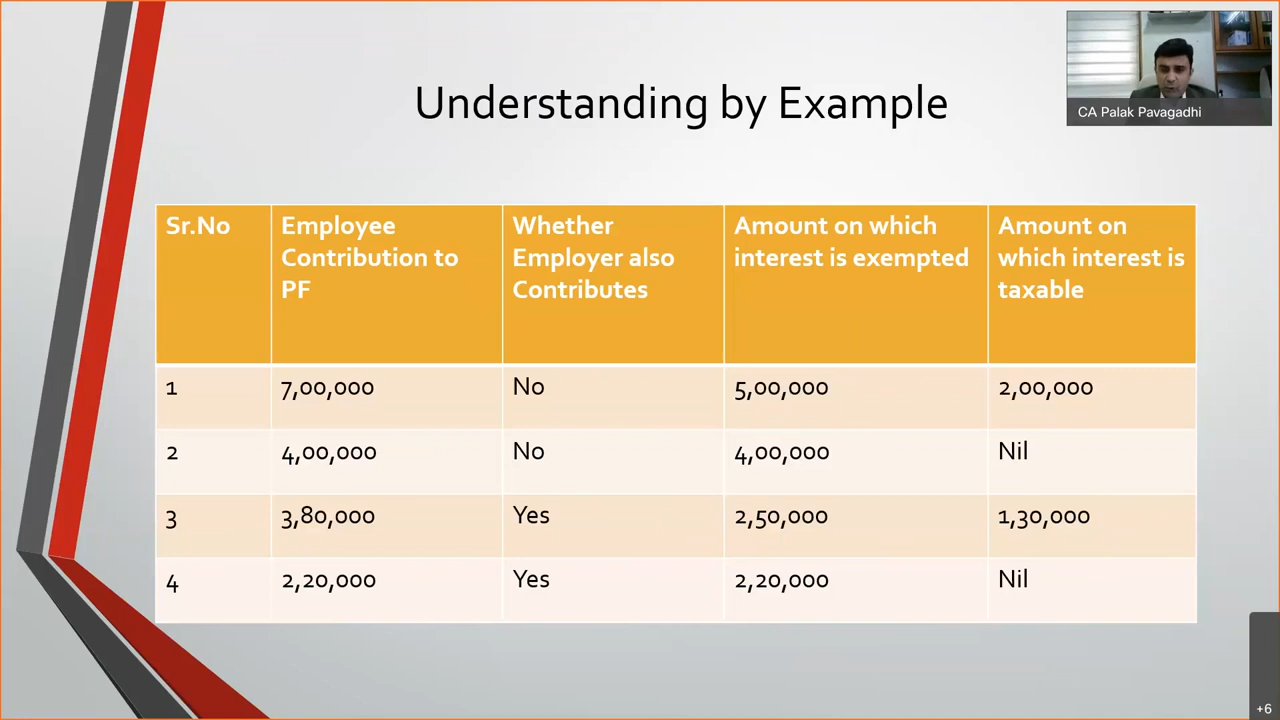 Understanding by Example
CA Palak Pavagadhi
Sr.No
Employee
Contribution to
PF
Whether
Employer also
Contributes
Amount on which
interest is exempted
Amount on
which interest is
taxable
1
7,00,000
No
5,00,000
2,00,000
2
4,00,000
No
4,00,000
Nil
3
3,80,000
Yes
2,50,000
1,30,000
4
2,20,000
Yes
2,20,000
Nil
+6